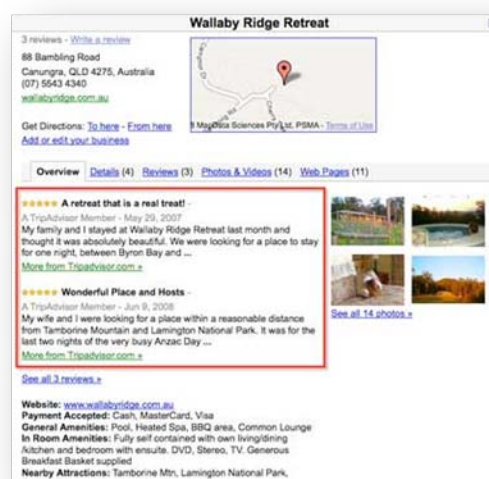 Wallaby Ridge Retreat
3 reviews - Write a review
88 Bambling Road
Canungra, QLD 4275, Australia
(07) 5543 4340
wallabyridge.com.au
Get Directions: To here - From here
Add or edit your business
MapData Sciences Pty Ltd, PSMA - Terms of Use
Overview Details (4) Reviews (3) Photos & Videos (14) Web Pages (11)
A retreat that is a real treat! -
A TripAdvisor Member - May 29, 2007
My family and I stayed at Wallaby Ridge Retreat last month and
thought it was absolutely beautiful. We were looking for a place to stay
for one night, between Byron Bay and ...
More from Tripadvisor.com »
Wonderful Place and Hosts -
A TripAdvisor Member - Jun 9, 2008
My wife and I were looking for a place within a reasonable distance
from Tamborine Mountain and Lamington National Park. It was for the
last two nights of the very busy Anzac Day ...
More from Tripadvisor.com »
See all 14 photos »
See all 3 reviews »
Website: www.wallabyridge.com.au
Payment Accepted: Cash, MasterCard, Visa
General Amenities: Pool, Heated Spa, BBQ area, Common Lounge
In Room Amenities: Fully self contained with own living/dining
/kitchen and bedroom with ensuite. DVD, Stereo, TV. Generous
Breakfast Basket supplied
Nearby Attractions: Tamborine Mtn, Lamington National Park,